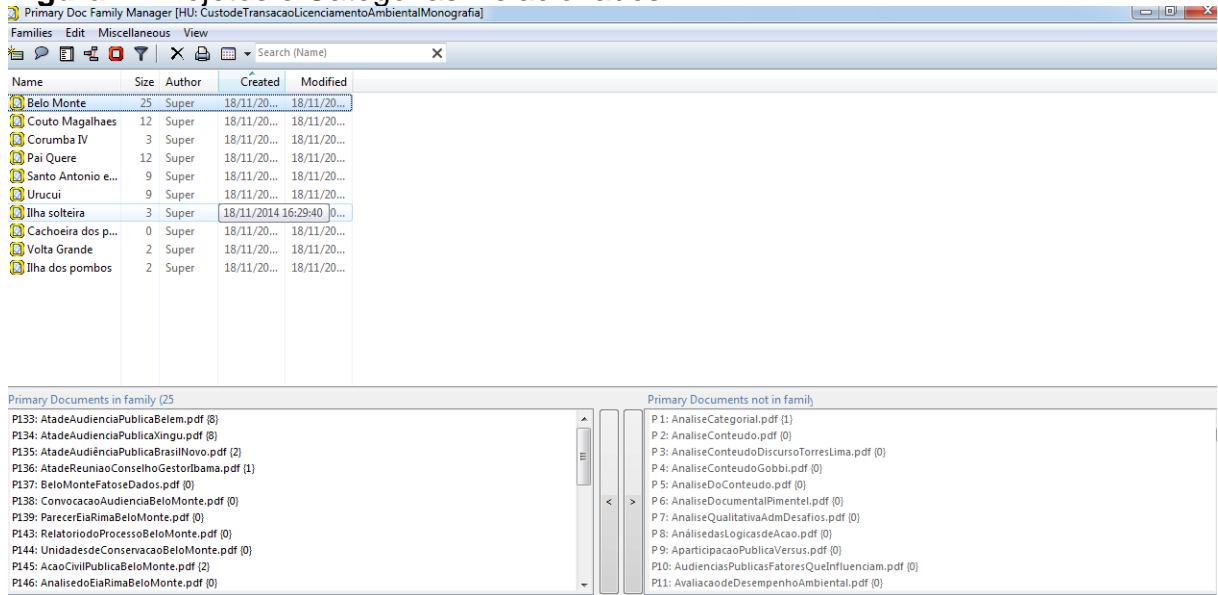 Primary Doc Family Manager [HU: CustodeTransacaoLicenciamentoAmbientalMonografia]
Families Edit Miscellaneous View
Search (Name)
Name Size Author Created Modified
Belo Monte 25 Super 18/11/20... 18/11/20...
Couto Magalhaes 12 Super 18/11/20... 18/11/20...
Corumba IV 3 Super 18/11/20... 18/11/20...
Pai Quere 12 Super 18/11/20... 18/11/20...
Santo Antonio e... 9 Super 18/11/20... 18/11/20...
Urucui 9 Super 18/11/20... 18/11/20...
Ilha solteira 3 Super 18/11/2014 16:29:40 0...
Cachoeira dos p... 0 Super 18/11/20... 18/11/20...
Volta Grande 2 Super 18/11/20... 18/11/20...
Ilha dos pombos 2 Super 18/11/20... 18/11/20...
Primary Documents in family (25
P133: AtadeAudienciaPublicaBelem.pdf {8}
P134: AtadeAudienciaPublicaXingu.pdf {8}
P135: AtadeAudiênciaPublicaBrasilNovo.pdf {2}
P136: AtadeReuniaoConselhoGestorIbama.pdf {1}
P137: BeloMonteFatoseDados.pdf {0}
P138: ConvocacaoAudienciaBeloMonte.pdf {0}
P139: ParecerEiaRimaBeloMonte.pdf {0}
P143: RelatoriodoProcessoBeloMonte.pdf {0}
P144: UnidadesdeConservacaoBeloMonte.pdf {0}
P145: AcaoCivilPublicaBeloMonte.pdf {2}
P146: AnalisedoEiaRimaBeloMonte.pdf {0}
< >
Primary Documents not in family
P 1: AnaliseCategorial.pdf {1}
P 2: AnaliseConteudo.pdf {0}
P 3: AnaliseConteudoDiscursoTorresLima.pdf {0}
P 4: AnaliseConteudoGobbi.pdf {0}
P 5: AnaliseDoConteudo.pdf {0}
P 6: AnaliseDocumentalPimentel.pdf {0}
P 7: AnaliseQualitativaAdmDesafios.pdf {0}
P 8: AnálisedasLogicasdeAcao.pdf {0}
P 9: AparticipacaoPublicaVersus.pdf {0}
P10: AudienciasPublicasFatoresQueInfluenciam.pdf {0}
P11: AvaliacaodeDesempenhoAmbiental.pdf {0}